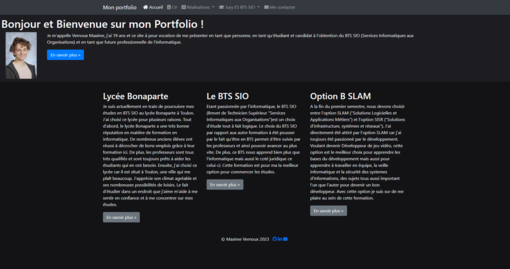 Mon portfolio
Accueil
CV
Réalisations
Jury E5 BTS SIO
Me contacter
Bonjour et Bienvenue sur mon Portfolio !
Je m'appelle Vernoux Maxime, j'ai 19 ans et ce site à pour vocation de me présenter en tant que personne, en tant qu'étudiant et candidat à l'obtention du BTS SIO (Services Informatiques aux
Organisations) et en tant que future professionnelle de l'informatique.
En savoir plus »
Lycée Bonaparte
Je suis actuellement en train de poursuivre mes
études en BTS SIO au lycée Bonaparte à Toulon.
J'ai choisi ce lycée pour plusieurs raisons. Tout
d'abord, le lycée Bonaparte a une très bonne
réputation en matière de formation en
informatique. De nombreux anciens élèves ont
réussi à décrocher de bons emplois grâce à leur
formation ici. De plus, les professeurs sont tous
très qualifiés et sont toujours prêts à aider les
étudiants qui en ont besoin. Ensuite, j'ai choisi ce
lycée car il est situé à Toulon, une ville qui me
plaît beaucoup. J'apprécie son climat agréable et
ses nombreuses possibilités de loisirs. Le fait
d'étudier dans un endroit que j'aime m'aide à me
sentir en confiance et à me concentrer sur mes
études.
En savoir plus »
Le BTS SIO
Etant passionné par l'informatique, le BTS SIO
(Brevet de Technicien Supérieur "Services
Informatiques aux Organisations")est un choix
d'étude tout à fait logique. Le choix du BTS SIO
par rapport aux autre formation à été pousser
par le fait qu'être en BTS permet d'être suivie par
les professeurs et ainsi pouvoir avancer au plus
vite. De plus, ce BTS nous apprend bien plus que
l'informatique mais aussi le coté juridique ce
celui-ci. Cette formation est pour ma la meilleure
option pour commencer les études.
En savoir plus »
Option B SLAM
A la fin du premier semestre, nous devons choisir
entre l'option SLAM ("Solutions Logicielles et
Applications Métiers") et l'option SISR ("Solutions
d'infrastructure, systèmes et réseaux"). J'ai
directement été attiré par l'option SLAM car j'ai
toujours été passionné par le développement.
Voulant devenir Développeur de jeu vidéo, cette
option est le meilleur choix pour apprendre les
bases du développement mais aussi pour
apprendre à travailler en équipe, la veille
informatique et la sécurité des systèmes
d'informations, des sujets tous aussi important
l'un que l'autre pour devenir un bon
développeur. Avec cette option je suis sur de me
plaire au sein de cette formation.
En savoir plus »
© Maxime Vernoux 2023